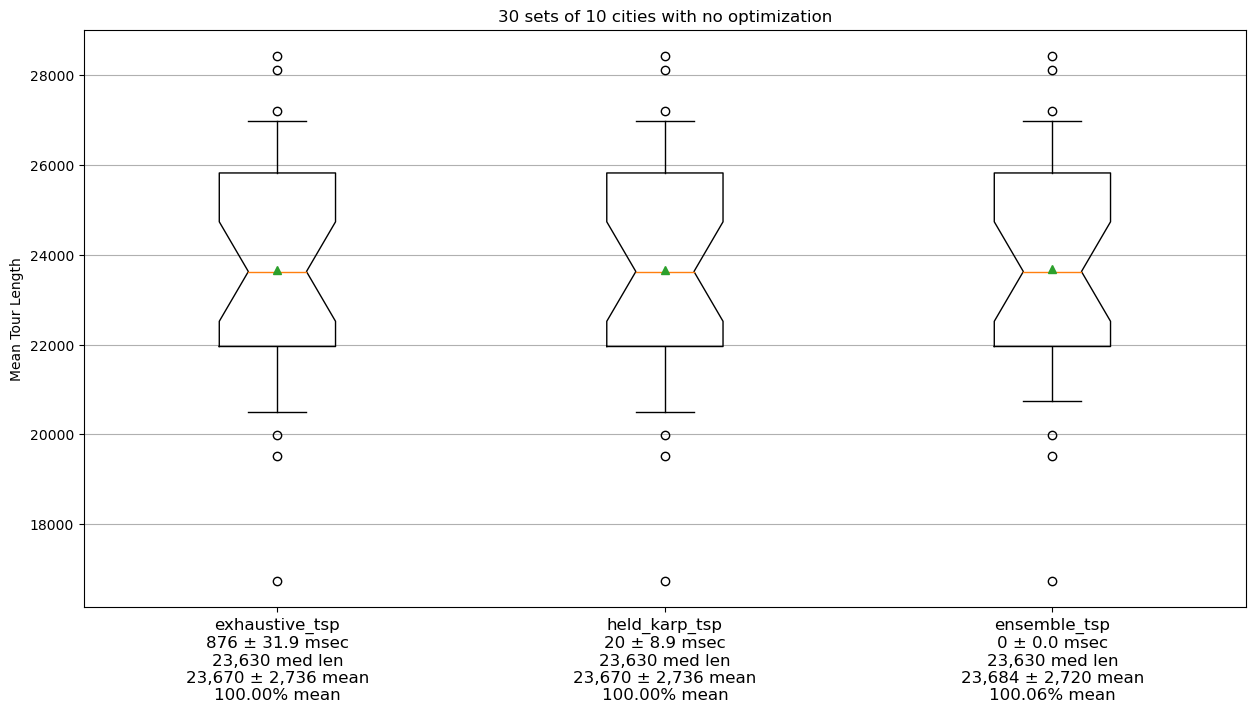 30 sets of 10 cities with no optimization
Mean Tour Length
28000
26000
24000
22000
20000
18000
exhaustive_tsp
876 ± 31.9 msec
23,630 med len
23,670 ± 2,736 mean
100.00% mean
held_karp_tsp
20 ± 8.9 msec
23,630 med len
23,670 ± 2,736 mean
100.00% mean
ensemble_tsp
0 ± 0.0 msec
23,630 med len
23,684 ± 2,720 mean
100.06% mean